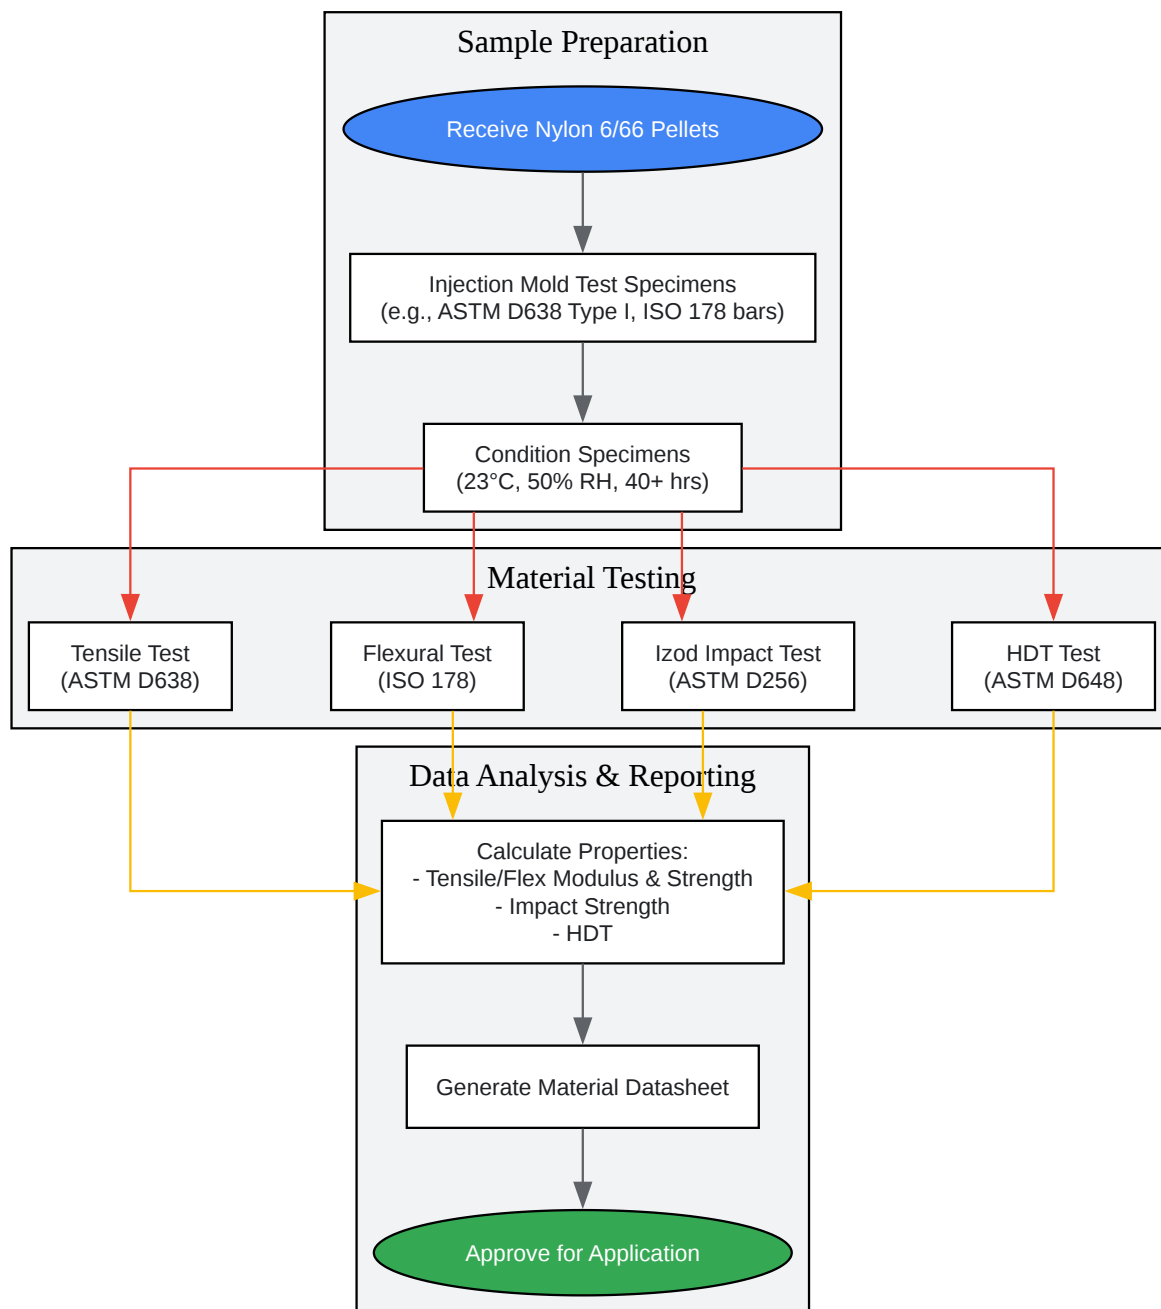 Sample Preparation
Receive Nylon 6/66 Pellets
Injection Mold Test Specimens
(e.g., ASTM D638 Type I, ISO 178 bars)
Condition Specimens
(23°C, 50% RH, 40+ hrs)
Material Testing
Tensile Test
(ASTM D638)
Flexural Test
(ISO 178)
Izod Impact Test
(ASTM D256)
HDT Test
(ASTM D648)
Data Analysis & Reporting
Calculate Properties:
- Tensile/Flex Modulus & Strength
- Impact Strength
- HDT
Generate Material Datasheet
Approve for Application